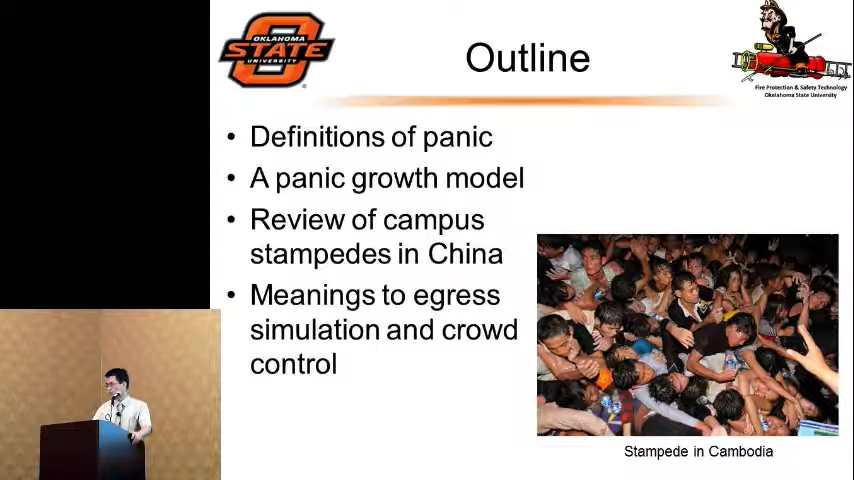 OKLAHOMA
STATE
UNIVERSITY
Outline
Fire Protection & Safety Technology
Oklahoma State University
• Definitions of panic
• A panic growth model
• Review of campus
stampedes in China
• Meanings to egress
simulation and crowd
control
Stampede in Cambodia